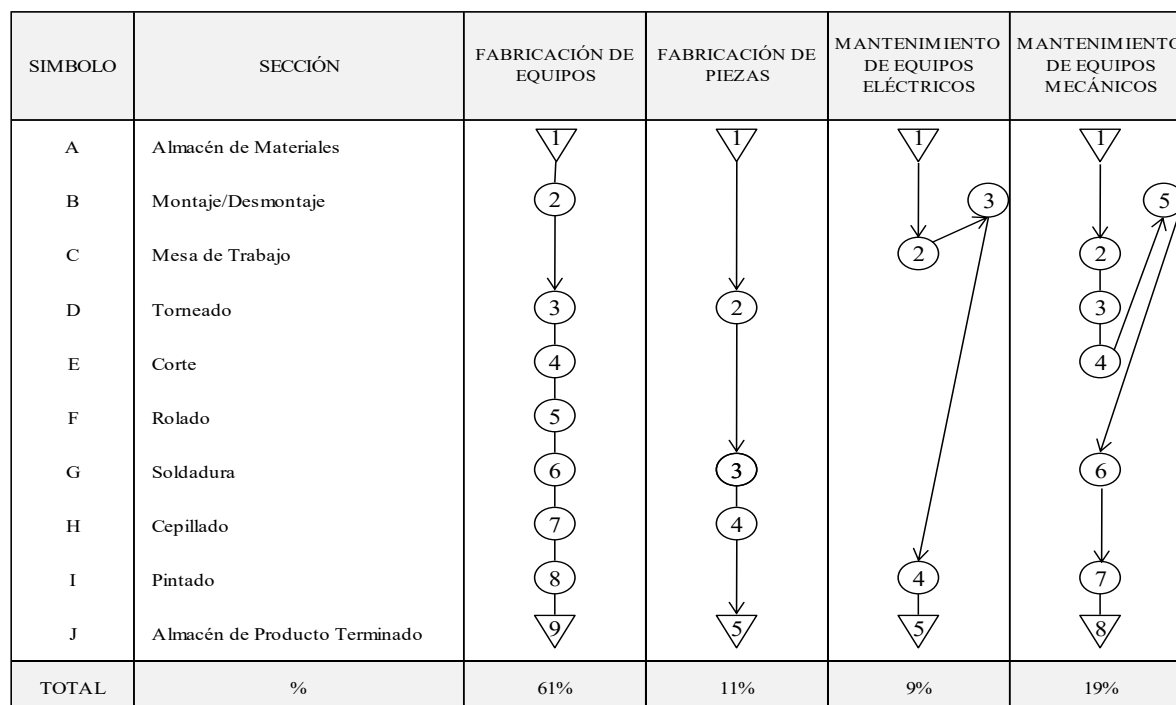 SIMBOLO SECCIÓN FABRICACIÓN DE EQUIPOS FABRICACIÓN DE PIEZAS MANTENIMIENTO DE EQUIPOS ELÉCTRICOS MANTENIMIENTO DE EQUIPOS MECÁNICOS
A Almacén de Materiales 1 1 1 1
B Montaje/Desmontaje 2 3 5
C Mesa de Trabajo 2 2
D Torneado 3 2 3
E Corte 4 4
F Rolado 5
G Soldadura 6 3 6
H Cepillado 7 4
I Pintado 8 4 7
J Almacén de Producto Terminado 9 5 5 8
TOTAL % 61% 11% 9% 19%